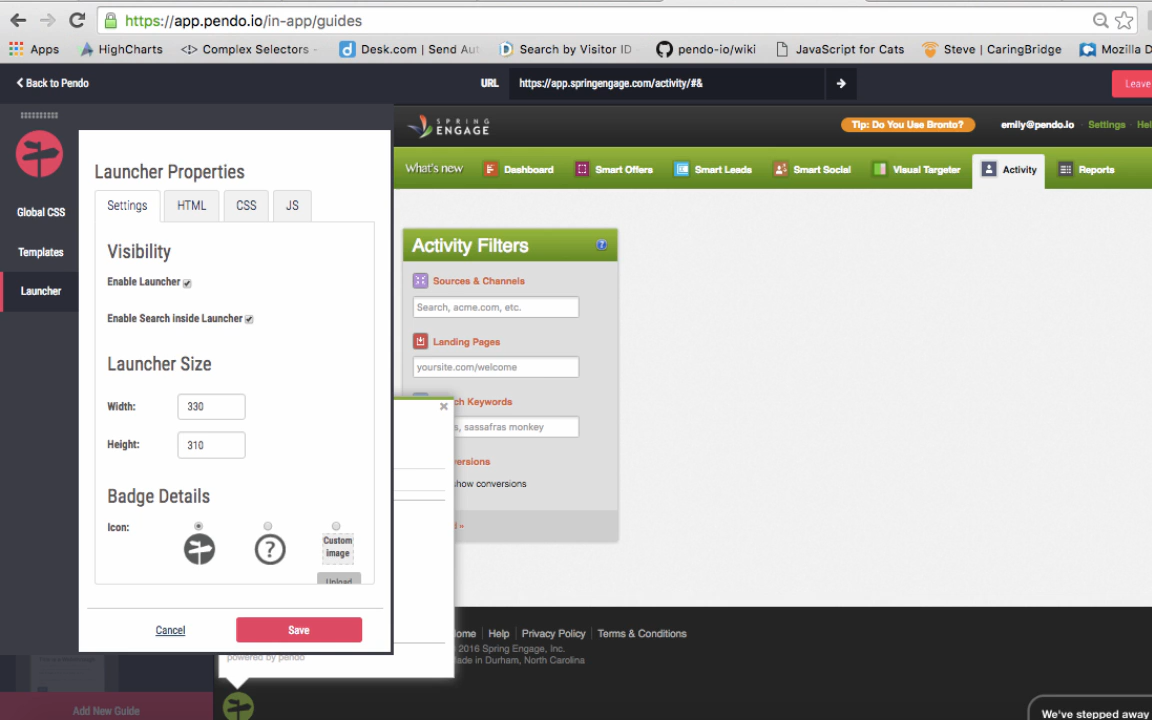 https://app.pendo.io/in-app/guides
Apps HighCharts <> Complex Selectors - Desk.com | Send Aut Search by Visitor ID pendo-io/wiki JavaScript for Cats Steve | CaringBridge Mozilla D
Back to Pendo URL https://app.springengage.com/activity/#& Leave
SPRING
ENGAGE
Tip: Do You Use Bronto? emily@pendo.io Settings Hel
What's new Dashboard Smart Offers Smart Leads Smart Social Visual Targeter Activity Reports
Global CSS
Templates
Launcher
Launcher Properties
Settings HTML CSS JS
Visibility
Enable Launcher
Enable Search inside Launcher
Launcher Size
Width: 330
Height: 310
Badge Details
Icon:
Custom
image
Upload
Cancel Save
Activity Filters
Sources & Channels
Search, acme.com, etc.
Landing Pages
yoursite.com/welcome
ch Keywords
s, sassafras monkey
versions
show conversions
powered by pendo
ome Help Privacy Policy Terms & Conditions
2016 Spring Engage, Inc.
ade in Durham, North Carolina
Add New Guide
We've stepped away